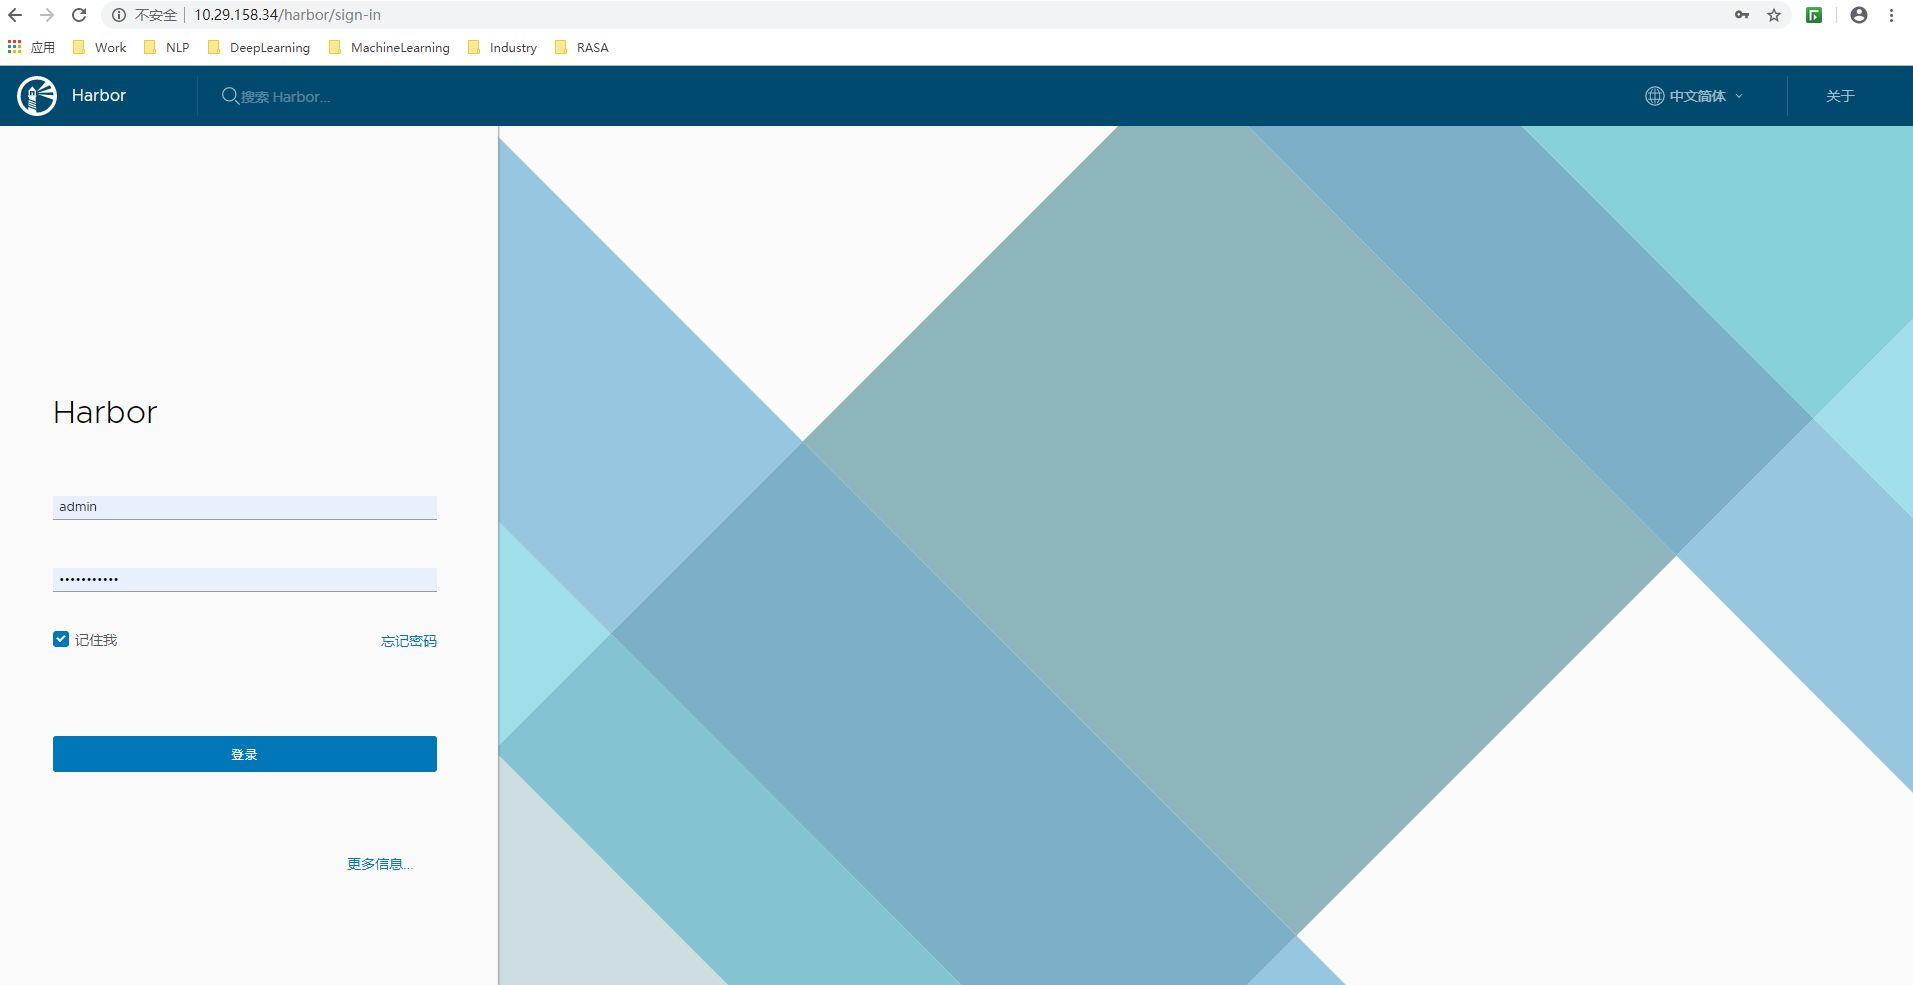 不安全 10.29.158.34/harbor/sign-in
应用 Work NLP DeepLearning MachineLearning Industry RASA
Harbor 搜索 Harbor... 中文简体 关于
Harbor
admin
•••••••••••
记住我 忘记密码
登录
更多信息...